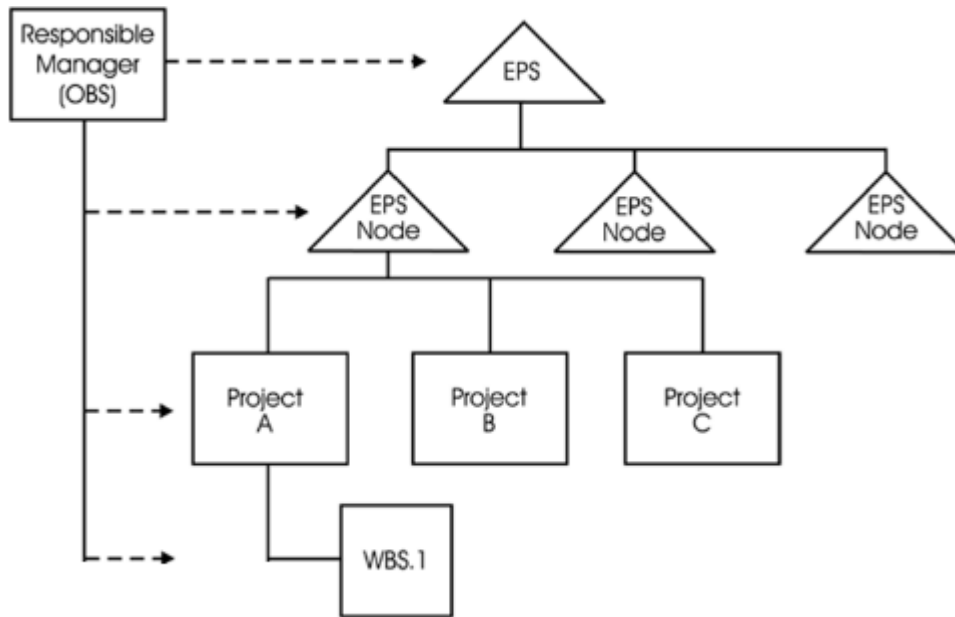 Responsible
Manager
(OBS)
EPS
EPS
Node
EPS
Node
EPS
Node
Project
A
Project
B
Project
C
WBS.1